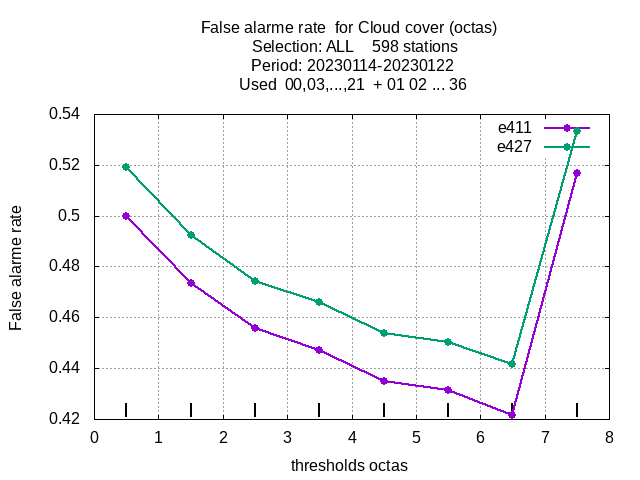 False alarme rate  for Cloud cover (octas)
Selection: ALL    598 stations
Period: 20230114-20230122
Used  00,03,...,21  + 01 02 ... 36
e411
e427
0.54
0.52
0.5
0.48
0.46
0.44
0.42
False alarme rate
0 1 2 3 4 5 6 7 8
thresholds octas